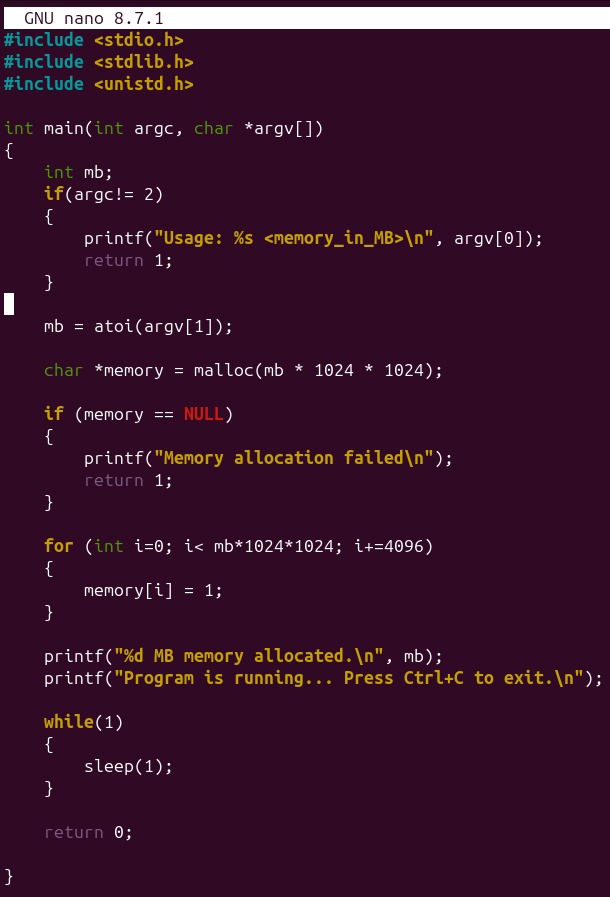 GNU nano 8.7.1
#include <stdio.h>
#include <stdlib.h>
#include <unistd.h>

int main(int argc, char *argv[])
{
    int mb;
    if(argc!= 2)
    {
        printf("Usage: %s <memory_in_MB>\n", argv[0]);
        return 1;
    }

    mb = atoi(argv[1]);

    char *memory = malloc(mb * 1024 * 1024);

    if (memory == NULL)
    {
        printf("Memory allocation failed\n");
        return 1;
    }

    for (int i=0; i< mb*1024*1024; i+=4096)
    {
        memory[i] = 1;
    }

    printf("%d MB memory allocated.\n", mb);
    printf("Program is running... Press Ctrl+C to exit.\n");

    while(1)
    {
        sleep(1);
    }

    return 0;

}